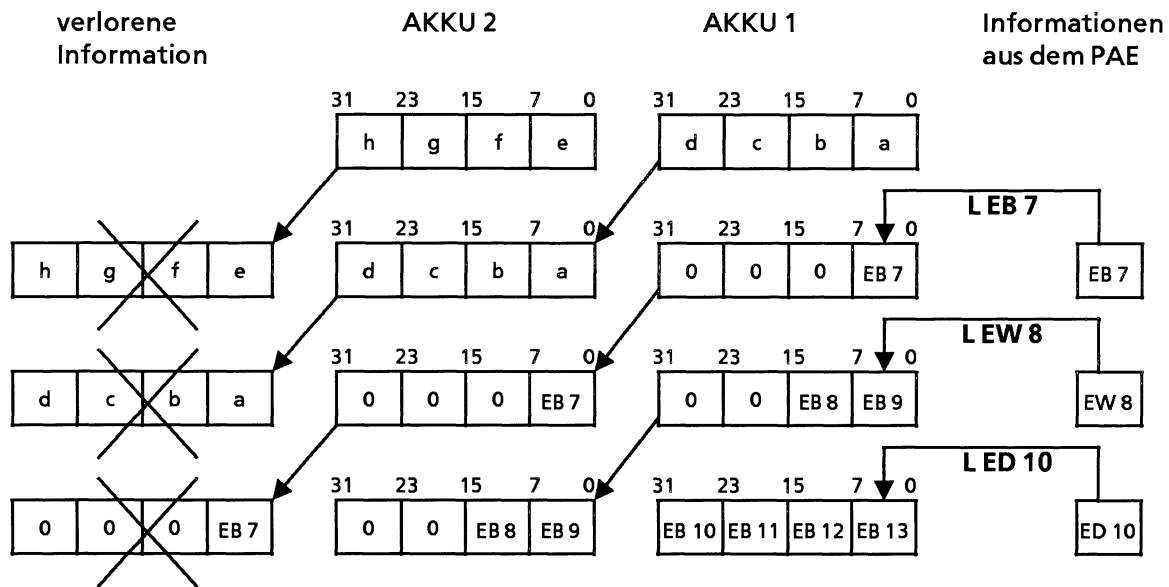 verlorene Information
AKKU 2
AKKU 1
Informationen aus dem PAE
31 23 15 7 0
31 23 15 7 0
h g f e
d c b a
L EB 7
31 23 15 7 0
31 23 15 7 0
h g f e
d c b a
0 0 0 EB 7
EB 7
L EW 8
31 23 15 7 0
31 23 15 7 0
d c b a
0 0 0 EB 7
0 0 EB 8 EB 9
EW 8
L ED 10
31 23 15 7 0
31 23 15 7 0
0 0 0 EB 7
0 0 EB 8 EB 9
EB 10 EB 11 EB 12 EB 13
ED 10